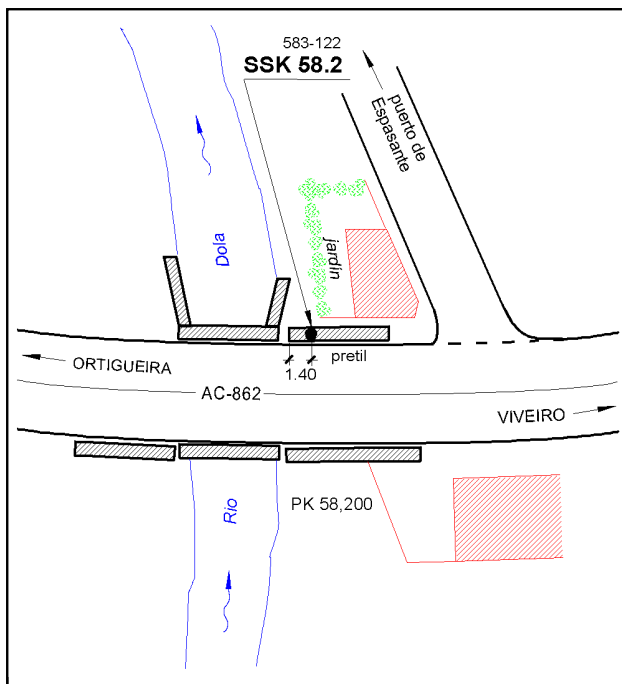 583-122
SSK 58.2
puerto de
Espasante
Dola
jardín
ORTIGUEIRA
1.40
pretil
AC-862
VIVEIRO
PK 58,200
Rio